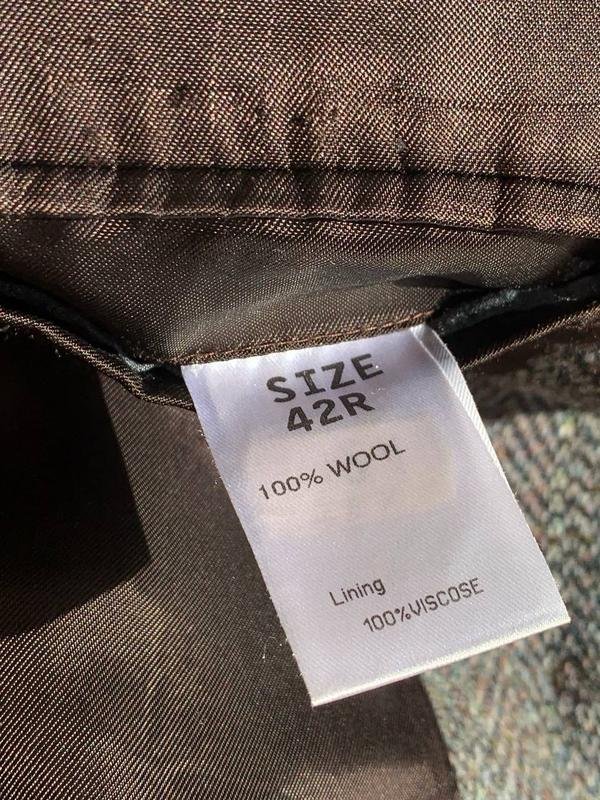 SIZE
42R
100% WOOL
Lining
100%VISCOSE